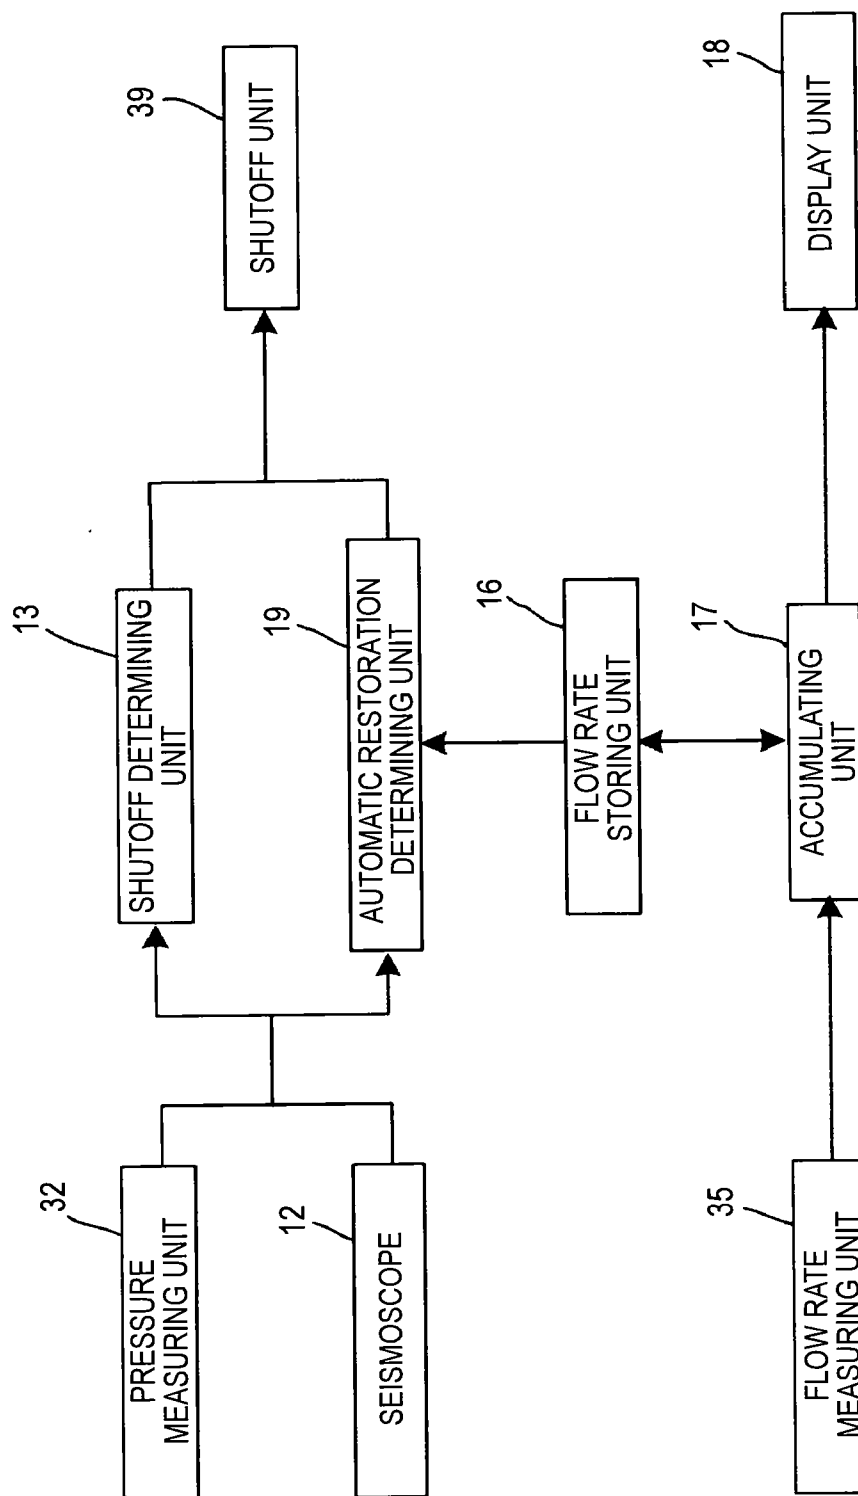 32
PRESSURE
MEASURING UNIT
12
SEISMOSCOPE
13
SHUTOFF DETERMINING
UNIT
19
AUTOMATIC RESTORATION
DETERMINING UNIT
39
SHUTOFF UNIT
16
FLOW RATE
STORING UNIT
35
FLOW RATE
MEASURING UNIT
17
ACCUMULATING
UNIT
18
DISPLAY UNIT